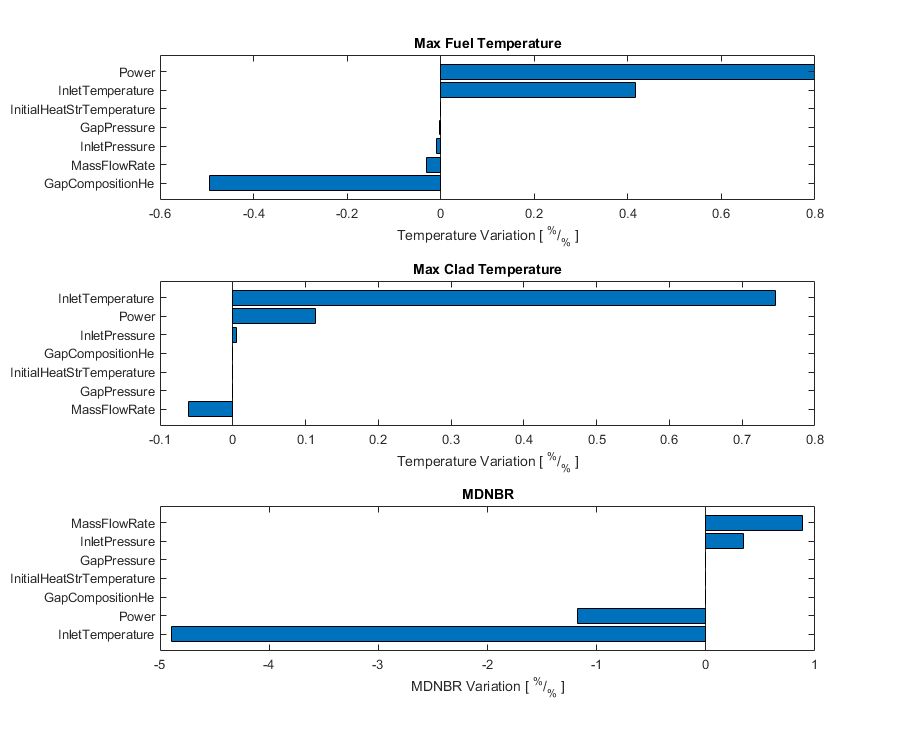 Max Fuel Temperature
Power
InletTemperature
InitialHeatStrTemperature
GapPressure
InletPressure
MassFlowRate
GapCompositionHe
-0.6 -0.4 -0.2 0 0.2 0.4 0.6 0.8
Temperature Variation [ %/% ]
Max Clad Temperature
InletTemperature
Power
InletPressure
GapCompositionHe
InitialHeatStrTemperature
GapPressure
MassFlowRate
-0.1 0 0.1 0.2 0.3 0.4 0.5 0.6 0.7 0.8
Temperature Variation [ %/% ]
MDNBR
MassFlowRate
InletPressure
GapPressure
InitialHeatStrTemperature
GapCompositionHe
Power
InletTemperature
-5 -4 -3 -2 -1 0 1
MDNBR Variation [ %/% ]